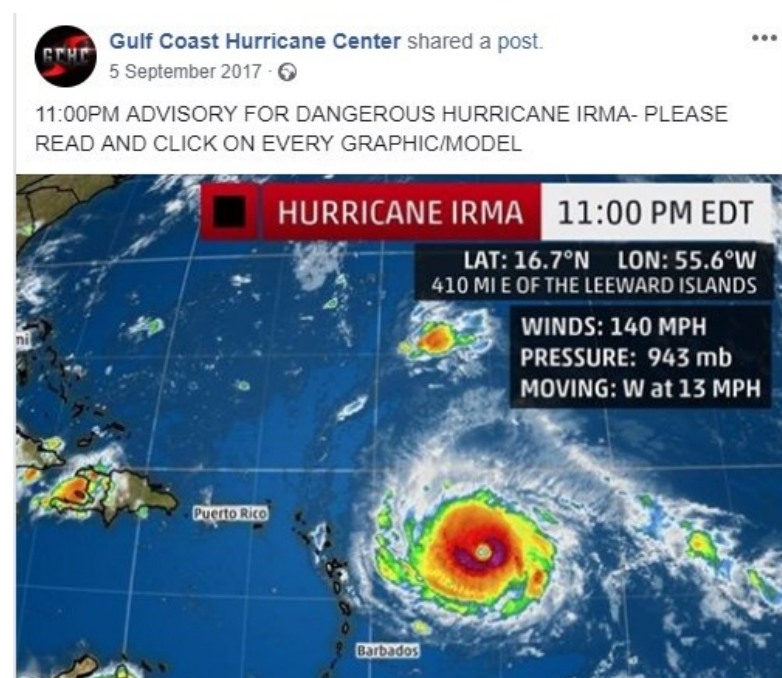 GCHC
Gulf Coast Hurricane Center shared a post.
5 September 2017 ·
11:00PM ADVISORY FOR DANGEROUS HURRICANE IRMA- PLEASE
READ AND CLICK ON EVERY GRAPHIC/MODEL
HURRICANE IRMA 11:00 PM EDT
LAT: 16.7°N LON: 55.6°W
410 MI E OF THE LEEWARD ISLANDS
WINDS: 140 MPH
PRESSURE: 943 mb
MOVING: W at 13 MPH
mi
Puerto Rico
Barbados